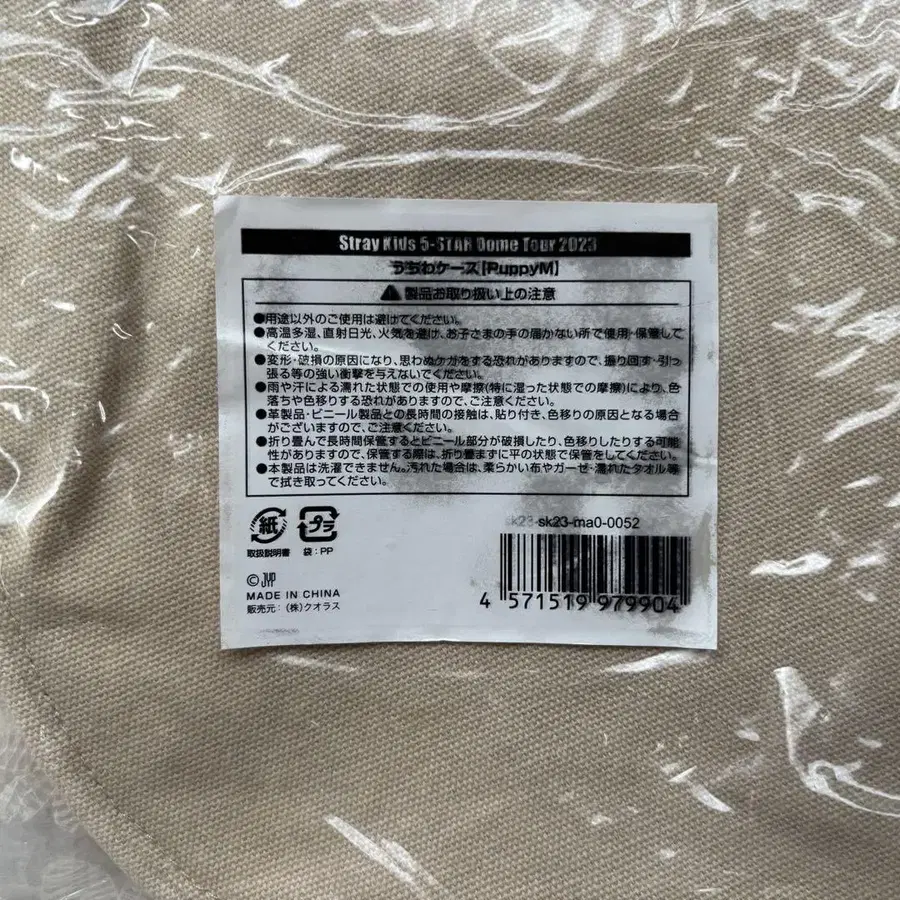 Stray Kids 5-STAR Dome Tour 2023
うちわケース【PuppyM】
製品お取り扱い上の注意
●用途以外のご使用は避けてください。
●高温多湿、直射日光、火気を避け、お子さまの手の届かない所で使用・保管して
ください。
●変形・破損の原因になり、思わぬケガをする恐れがありますので、振り回す・引っ
張る等の強い衝撃を与えないでください。
●雨や汗による濡れた状態での使用や摩擦(特に湿った状態での摩擦)により、色
落ちや色移りする恐れがありますので、ご注意ください。
●革製品・ビニール製品との長時間の接触は、貼り付き、色移りの原因となる場合
がございますので、ご注意ください。
●折り畳んで長時間保管するとビニール部分が破損したり、色移りしたりする可能
性がありますので、保管する際は、折り畳まずに平の状態で保管をしてください。
●本製品は洗濯できません。汚れた場合は、柔らかい布やガーゼ・濡れたタオル等
で拭き取ってください。
紙 プラ
取扱説明書 袋:PP
sk23-sk23-ma0-0052
©JYP
MADE IN CHINA
販売元:(株)クオラス
4 571519 979904